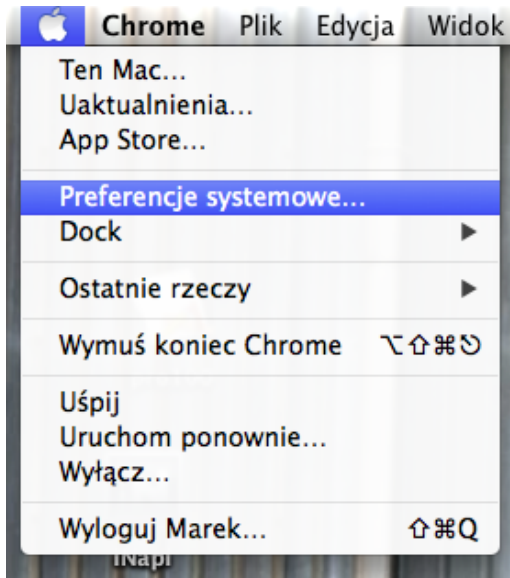 Chrome Plik Edycja Widok
Ten Mac...
Uaktualnienia...
App Store...
Preferencje systemowe...
Dock
Ostatnie rzeczy
Wymuś koniec Chrome ⌥⇧⌘⎋
Uśpij
Uruchom ponownie...
Wyłącz...
Wyloguj Marek... ⇧⌘Q
iNapi